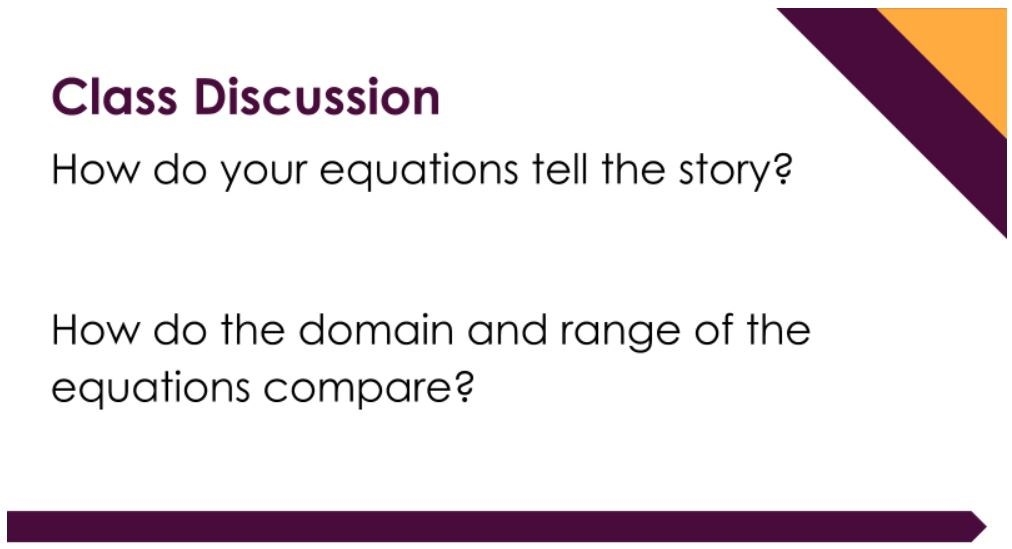 Class Discussion
How do your equations tell the story?
How do the domain and range of the
equations compare?